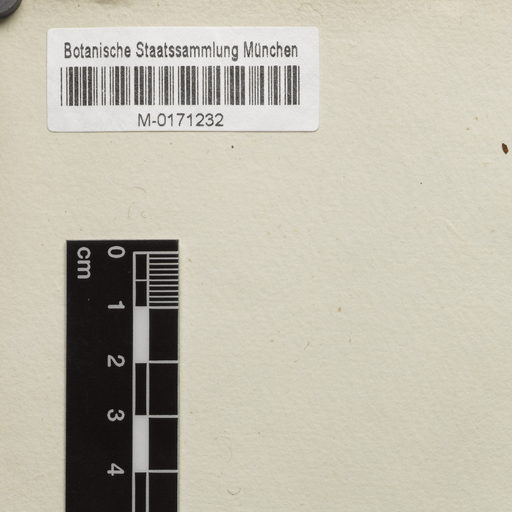 Botanische Staatssammlung München
M-0171232
cm
0
1
2
3
4